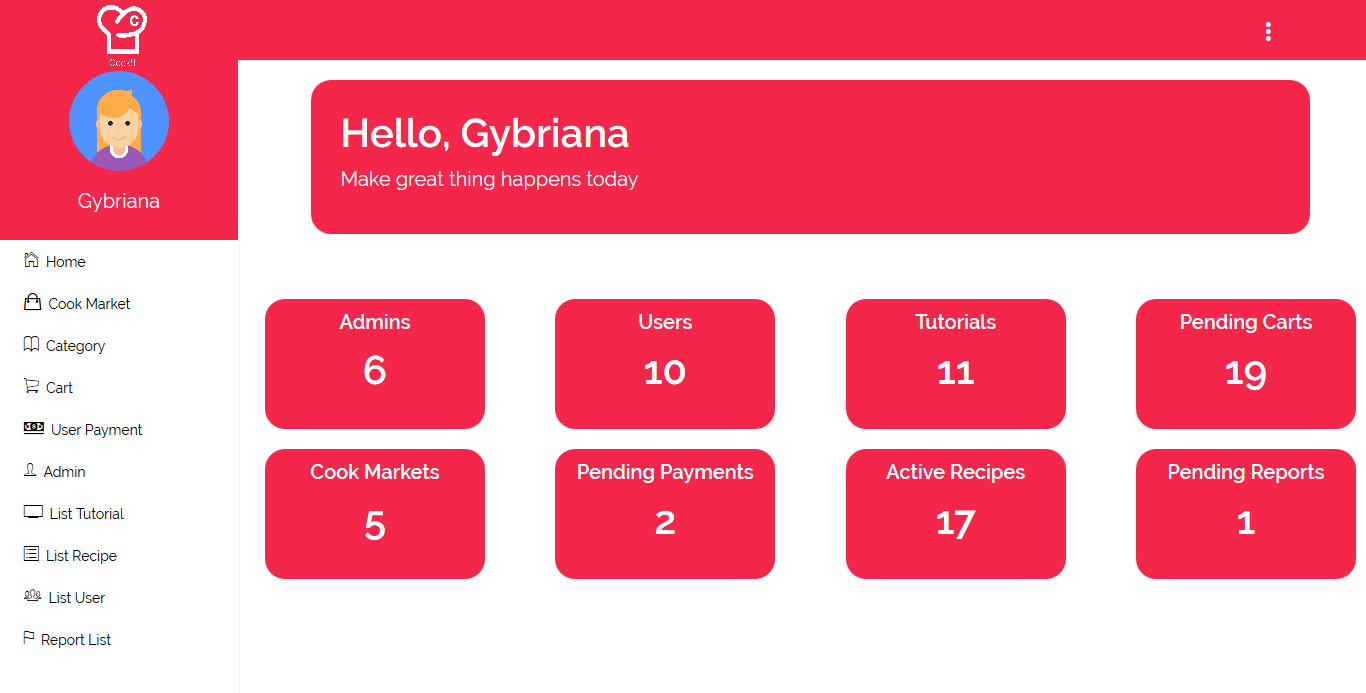 C
Cook!!
Gybriana
Home
Cook Market
Category
Cart
User Payment
Admin
List Tutorial
List Recipe
List User
Report List
Hello, Gybriana
Make great thing happens today
Admins
6
Users
10
Tutorials
11
Pending Carts
19
Cook Markets
5
Pending Payments
2
Active Recipes
17
Pending Reports
1